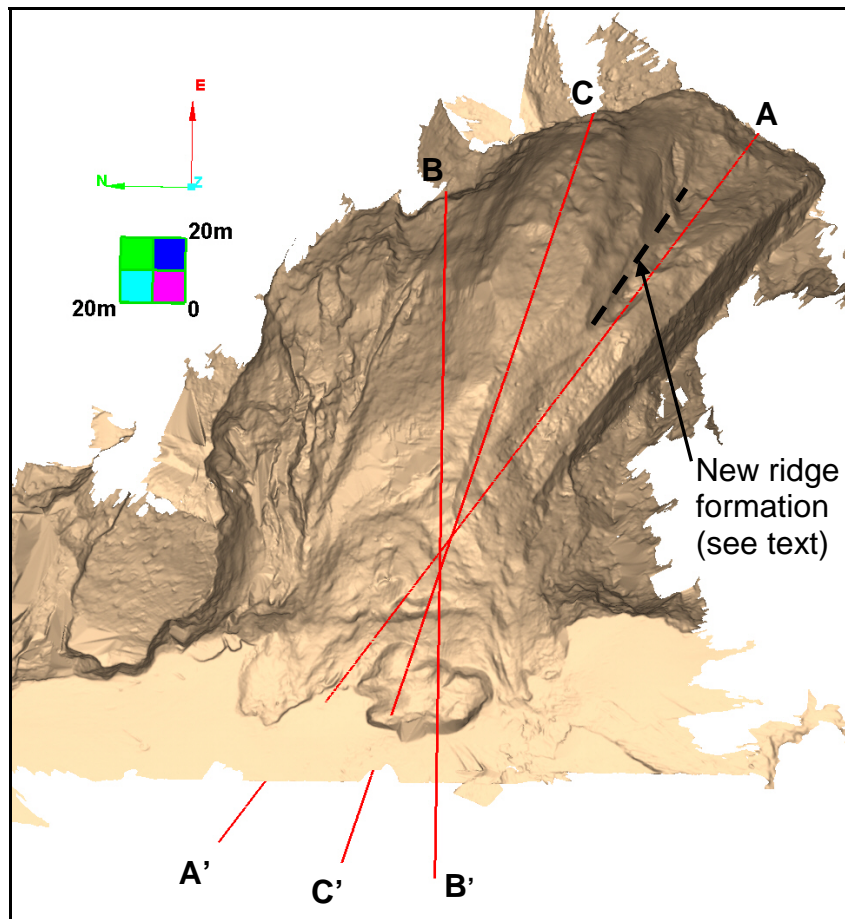 E
C
A
N
Z
B
20m
20m
0
New ridge
formation
(see text)
A’
C’
B’